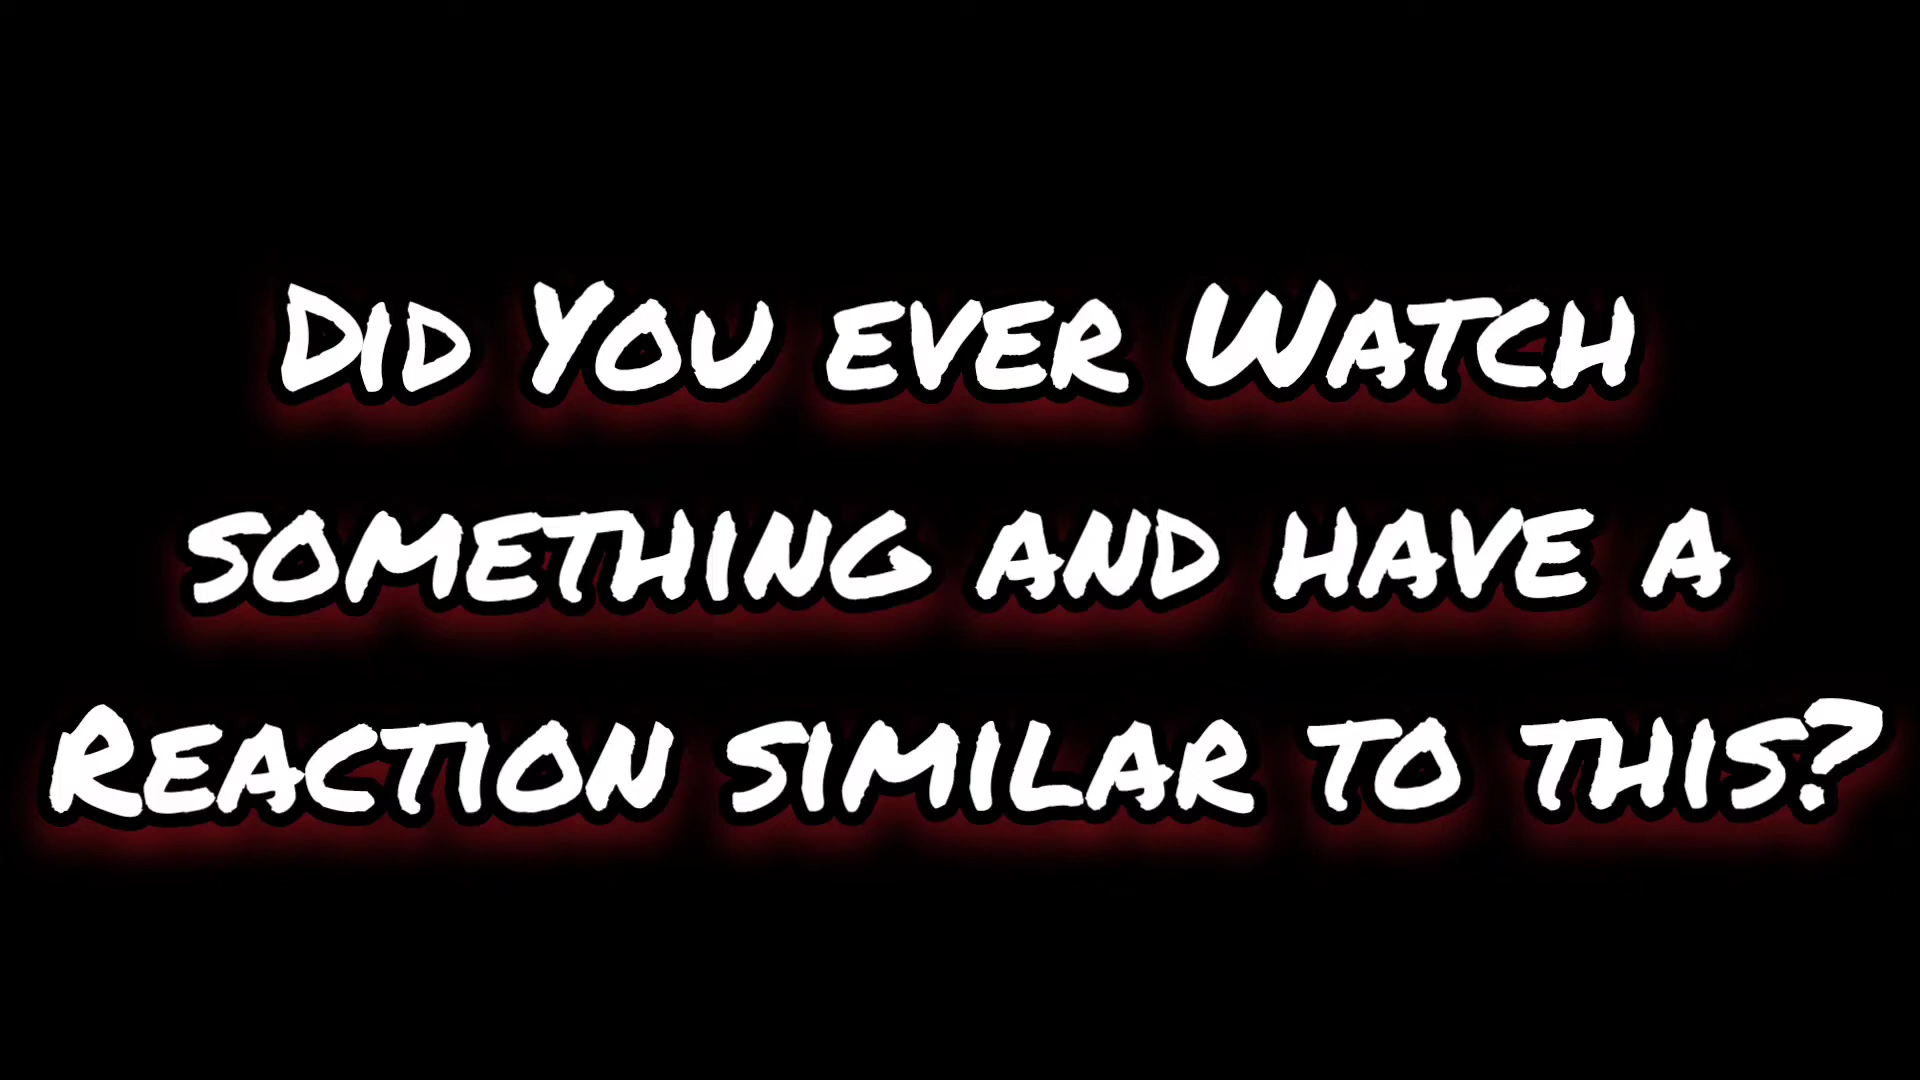 Did You ever Watch
something and have a
Reaction similar to this?